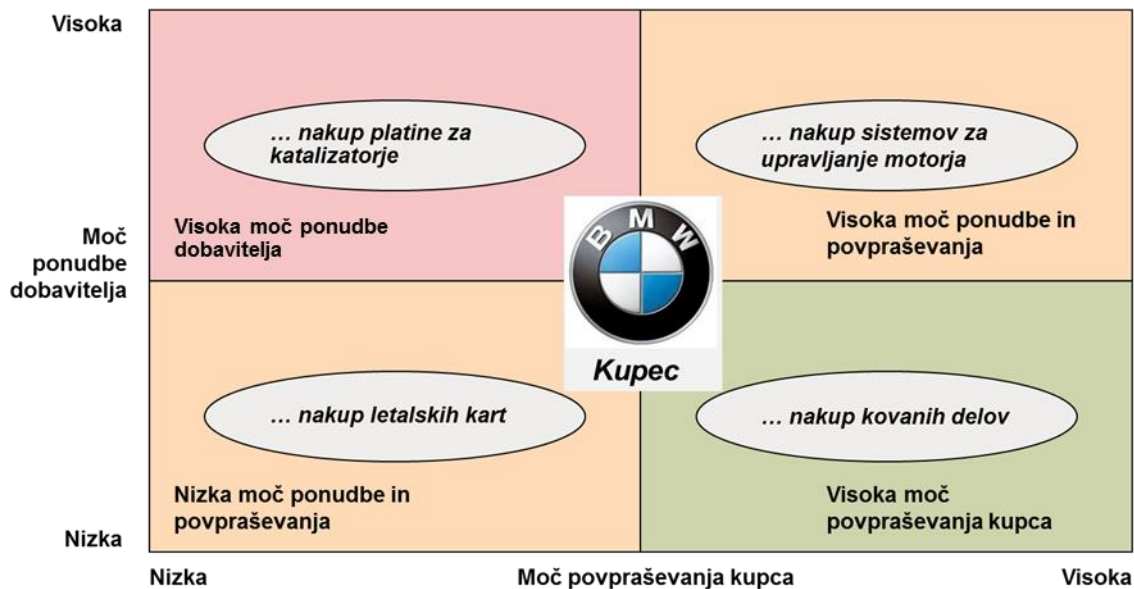 Visoka
… nakup platine za
katalizatorje
… nakup sistemov za
upravljanje motorja
Visoka moč ponudbe
dobavitelja
Visoka moč ponudbe in
povpraševanja
Moč
ponudbe
dobavitelja
BMW
Kupec
… nakup letalskih kart
… nakup kovanih delov
Nizka moč ponudbe in
povpraševanja
Visoka moč
povpraševanja kupca
Nizka
Nizka
Moč povpraševanja kupca
Visoka